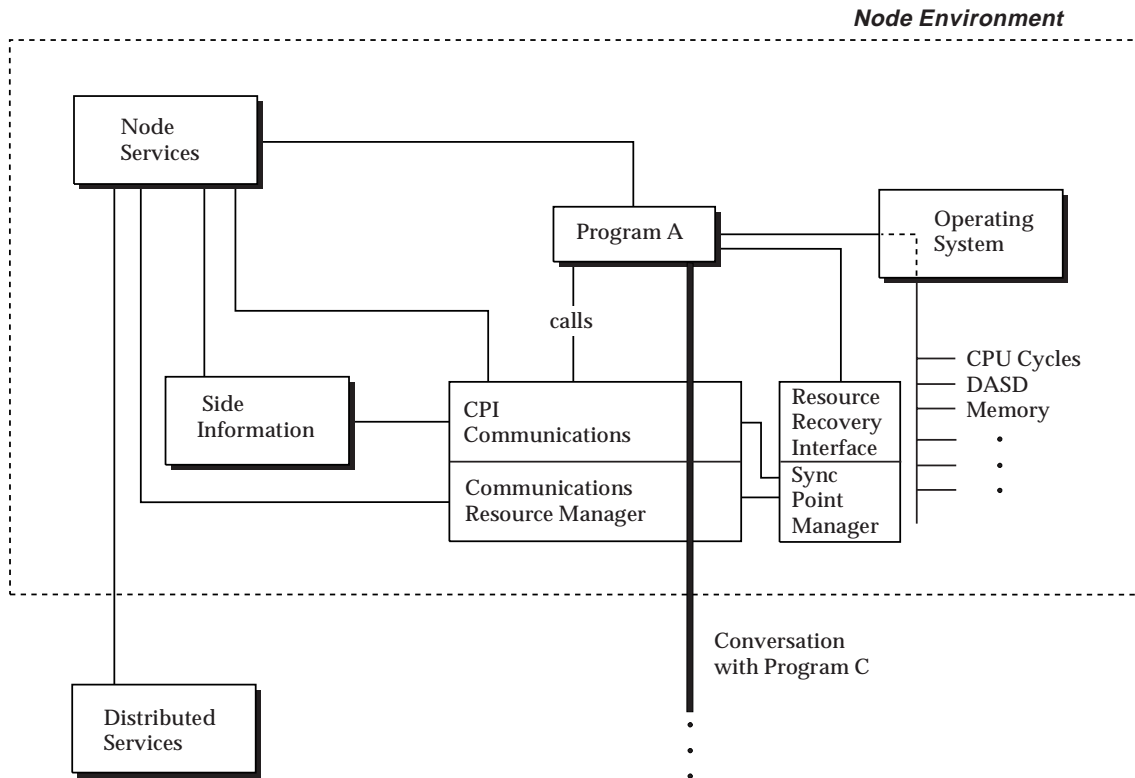 Node Environment
Node
Services
Program A
Operating
System
calls
CPU Cycles
DASD
Memory
Side
Information
CPI
Communications
Communications
Resource Manager
Resource
Recovery
Interface
Sync
Point
Manager
Conversation
with Program C
Distributed
Services